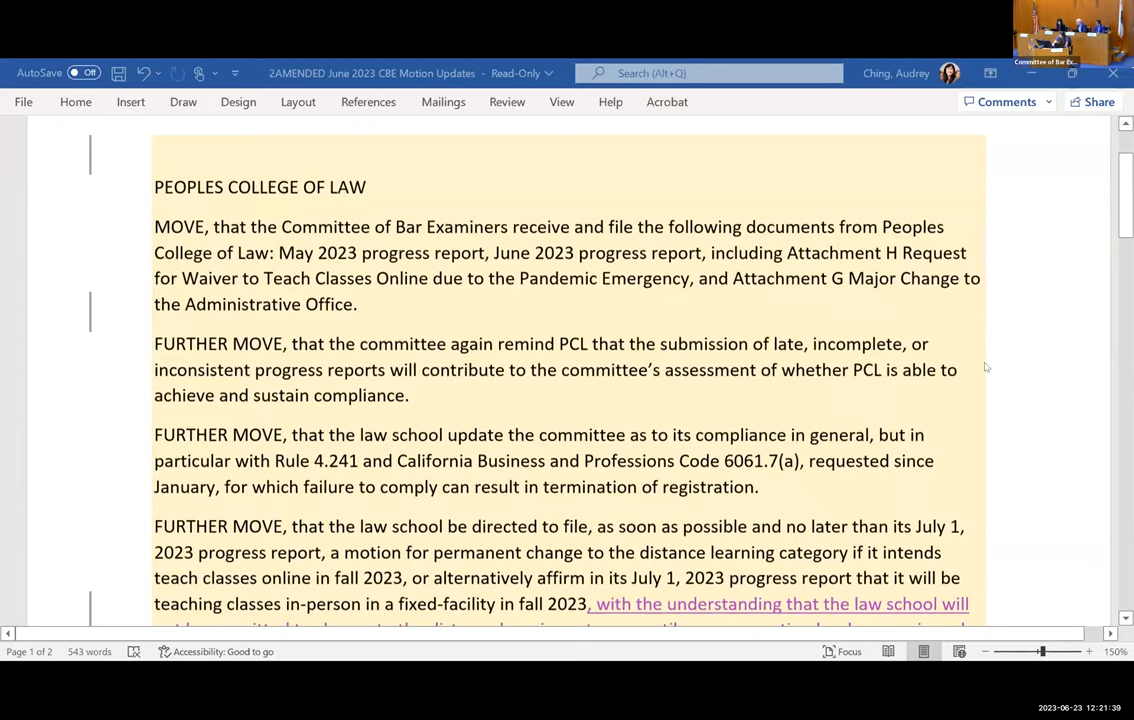 Committee of Bar Ex...
AutoSave Off 2AMENDED June 2023 CBE Motion Updates - Read-Only Search (Alt+Q) Ching, Audrey
File Home Insert Draw Design Layout References Mailings Review View Help Acrobat Comments Share
PEOPLES COLLEGE OF LAW
MOVE, that the Committee of Bar Examiners receive and file the following documents from Peoples
College of Law: May 2023 progress report, June 2023 progress report, including Attachment H Request
for Waiver to Teach Classes Online due to the Pandemic Emergency, and Attachment G Major Change to
the Administrative Office.
FURTHER MOVE, that the committee again remind PCL that the submission of late, incomplete, or
inconsistent progress reports will contribute to the committee's assessment of whether PCL is able to
achieve and sustain compliance.
FURTHER MOVE, that the law school update the committee as to its compliance in general, but in
particular with Rule 4.241 and California Business and Professions Code 6061.7(a), requested since
January, for which failure to comply can result in termination of registration.
FURTHER MOVE, that the law school be directed to file, as soon as possible and no later than its July 1,
2023 progress report, a motion for permanent change to the distance learning category if it intends
teach classes online in fall 2023, or alternatively affirm in its July 1, 2023 progress report that it will be
teaching classes in-person in a fixed-facility in fall 2023, with the understanding that the law school will
Page 1 of 2 543 words Accessibility: Good to go Focus 150%
2023-06-23 12:21:39